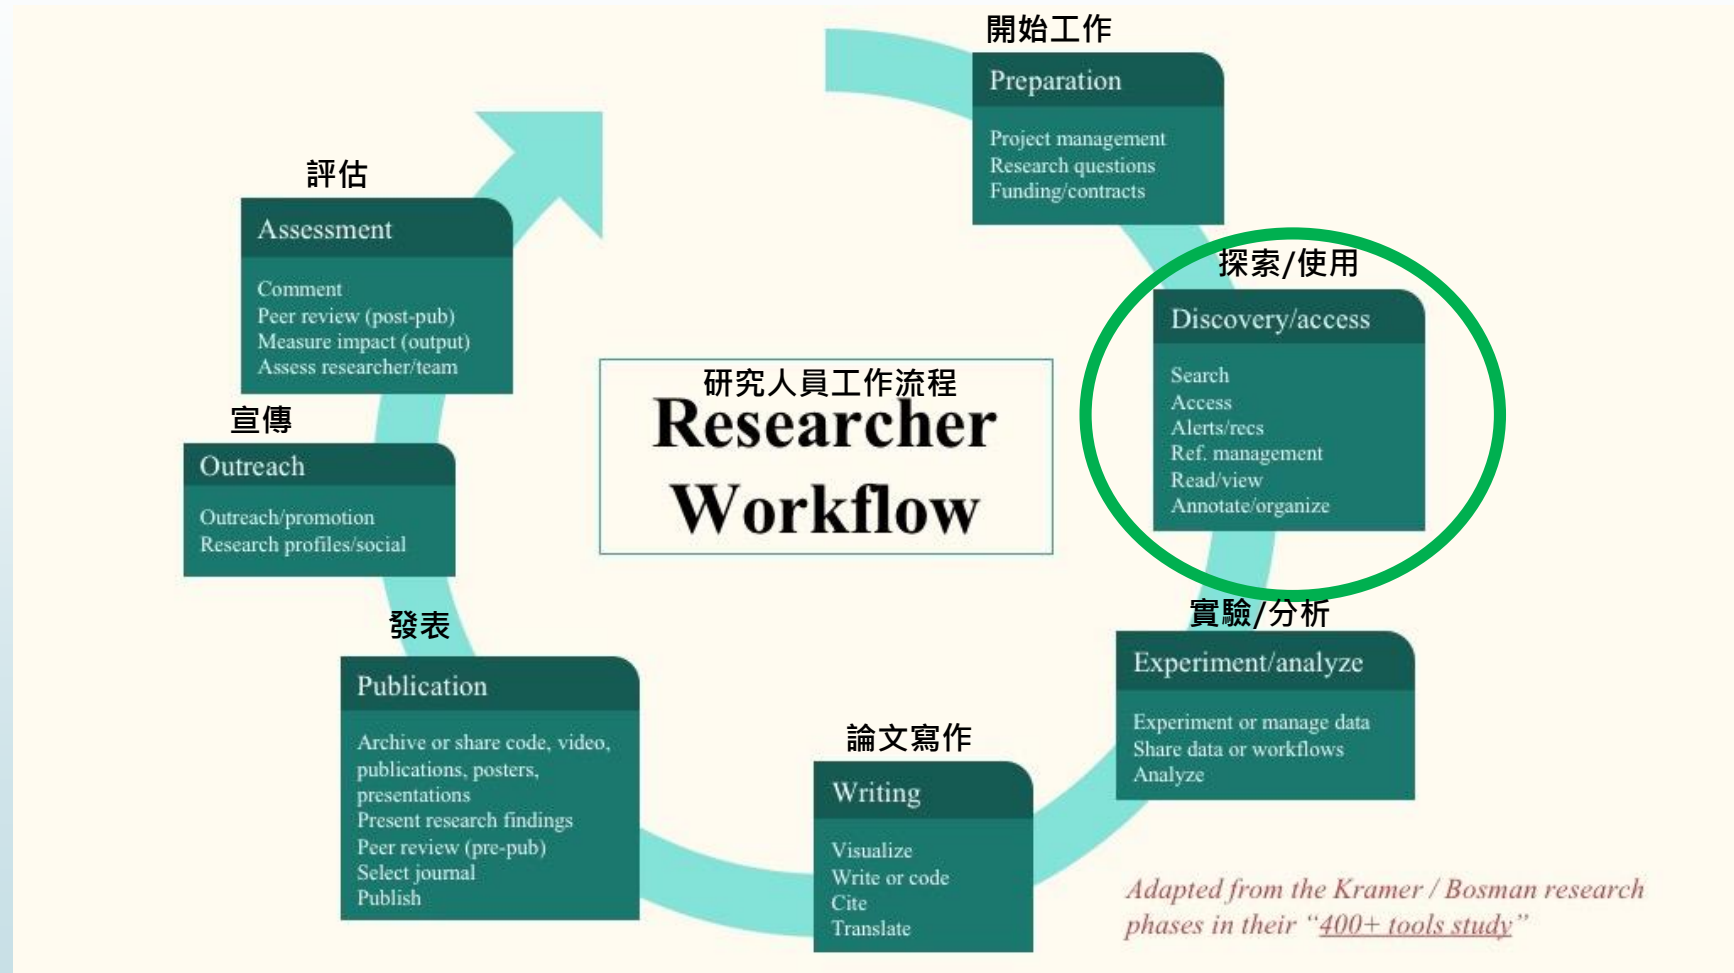 開始工作
Preparation
Project management
Research questions
Funding/contracts
探索/使用
Discovery/access
Search
Access
Alerts/recs
Ref. management
Read/view
Annotate/organize
實驗/分析
Experiment/analyze
Experiment or manage data
Share data or workflows
Analyze
論文寫作
Writing
Visualize
Write or code
Cite
Translate
發表
Publication
Archive or share code, video,
publications, posters,
presentations
Present research findings
Peer review (pre-pub)
Select journal
Publish
宣傳
Outreach
Outreach/promotion
Research profiles/social
評估
Assessment
Comment
Peer review (post-pub)
Measure impact (output)
Assess researcher/team
研究人員工作流程
Researcher
Workflow
Adapted from the Kramer / Bosman research
phases in their “400+ tools study”